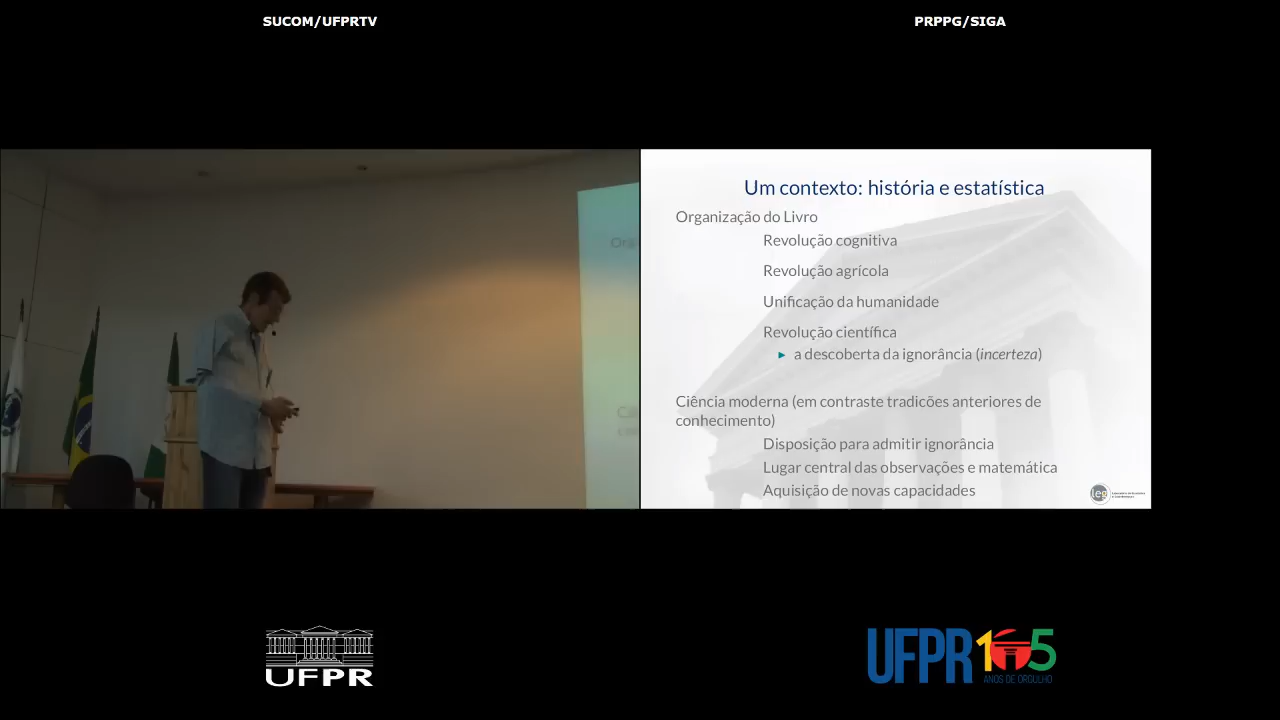 SUCOM/UFPRTV
PRPPG/SIGA
Um contexto: história e estatística
Organização do Livro
Revolução cognitiva
Revolução agrícola
Unificação da humanidade
Revolução científica
a descoberta da ignorância (incerteza)
Ciência moderna (em contraste tradicões anteriores de
conhecimento)
Disposição para admitir ignorância
Lugar central das observações e matemática
Aquisição de novas capacidades
leg
UFPR
UFPR 105
ANOS DE ORGULHO